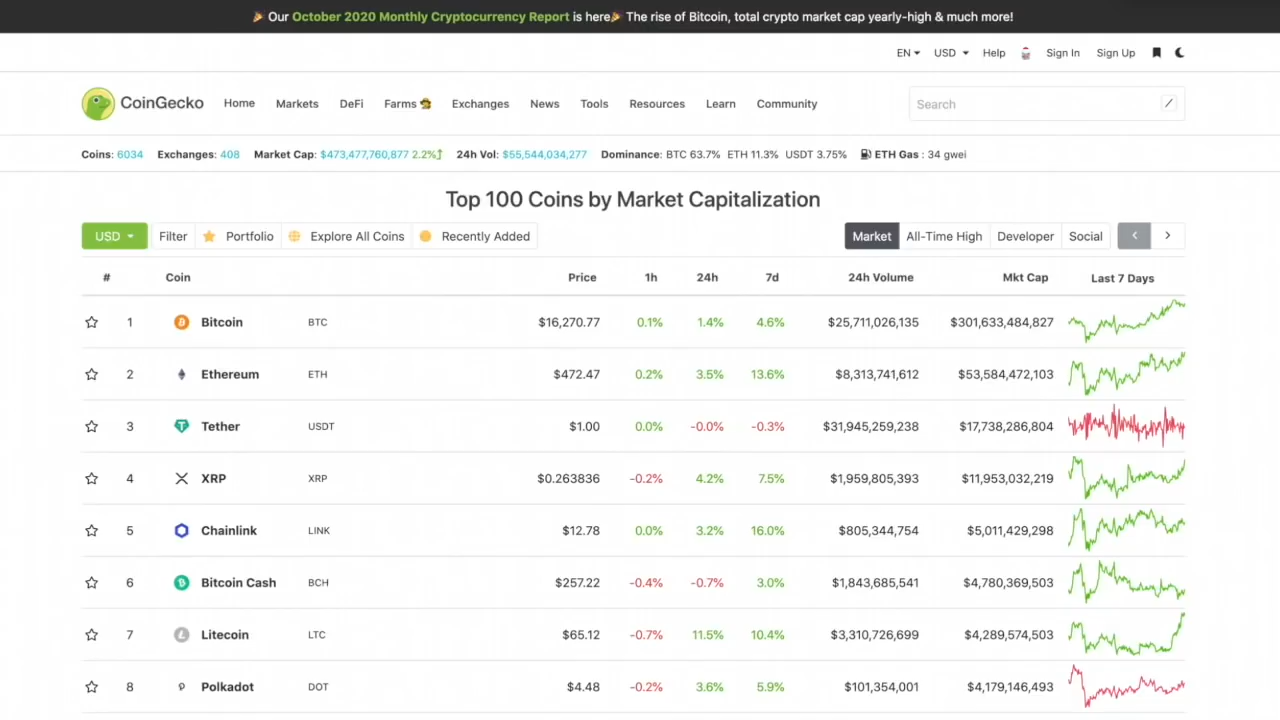 🎉 Our October 2020 Monthly Cryptocurrency Report is here🎉 The rise of Bitcoin, total crypto market cap yearly-high & much more!
EN USD Help Sign In Sign Up
CoinGecko Home Markets DeFi Farms Exchanges News Tools Resources Learn Community Search /
Coins: 6034 Exchanges: 408 Market Cap: $473,477,760,877 2.2% 24h Vol: $55,544,034,277 Dominance: BTC 63.7% ETH 11.3% USDT 3.75% ETH Gas : 34 gwei
Top 100 Coins by Market Capitalization
USD Filter Portfolio Explore All Coins Recently Added Market All-Time High Developer Social < >
# Coin Price 1h 24h 7d 24h Volume Mkt Cap Last 7 Days
1 Bitcoin BTC $16,270.77 0.1% 1.4% 4.6% $25,711,026,135 $301,633,484,827
2 Ethereum ETH $472.47 0.2% 3.5% 13.6% $8,313,741,612 $53,584,472,103
3 Tether USDT $1.00 0.0% -0.0% -0.3% $31,945,259,238 $17,738,286,804
4 XRP XRP $0.263836 -0.2% 4.2% 7.5% $1,959,805,393 $11,953,032,219
5 Chainlink LINK $12.78 0.0% 3.2% 16.0% $805,344,754 $5,011,429,298
6 Bitcoin Cash BCH $257.22 -0.4% -0.7% 3.0% $1,843,685,541 $4,780,369,503
7 Litecoin LTC $65.12 -0.7% 11.5% 10.4% $3,310,726,699 $4,289,574,503
8 Polkadot DOT $4.48 -0.2% 3.6% 5.9% $101,354,001 $4,179,146,493